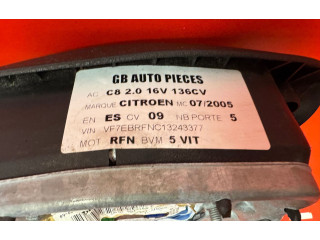 GB AUTO PIECES
C8 2.0 16V 136CV
MARQUE CITROEN MC 07/2005
EN ES CV 09 NB PORTE 5
VIN VF7EBRFNC13243377
MOT RFN BVM 5 VIT